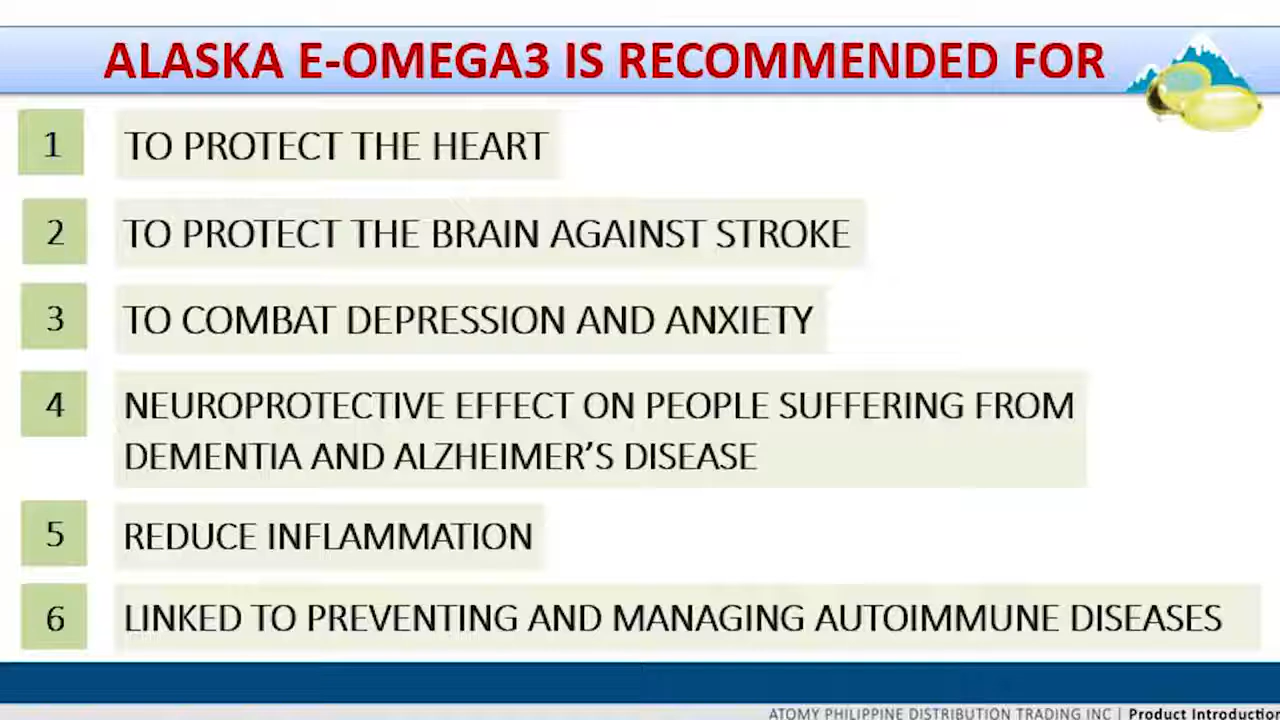 ALASKA E-OMEGA3 IS RECOMMENDED FOR
1 TO PROTECT THE HEART
2 TO PROTECT THE BRAIN AGAINST STROKE
3 TO COMBAT DEPRESSION AND ANXIETY
4 NEUROPROTECTIVE EFFECT ON PEOPLE SUFFERING FROM
DEMENTIA AND ALZHEIMER’S DISEASE
5 REDUCE INFLAMMATION
6 LINKED TO PREVENTING AND MANAGING AUTOIMMUNE DISEASES
ATOMY PHILIPPINE DISTRIBUTION TRADING INC | Product Introduction